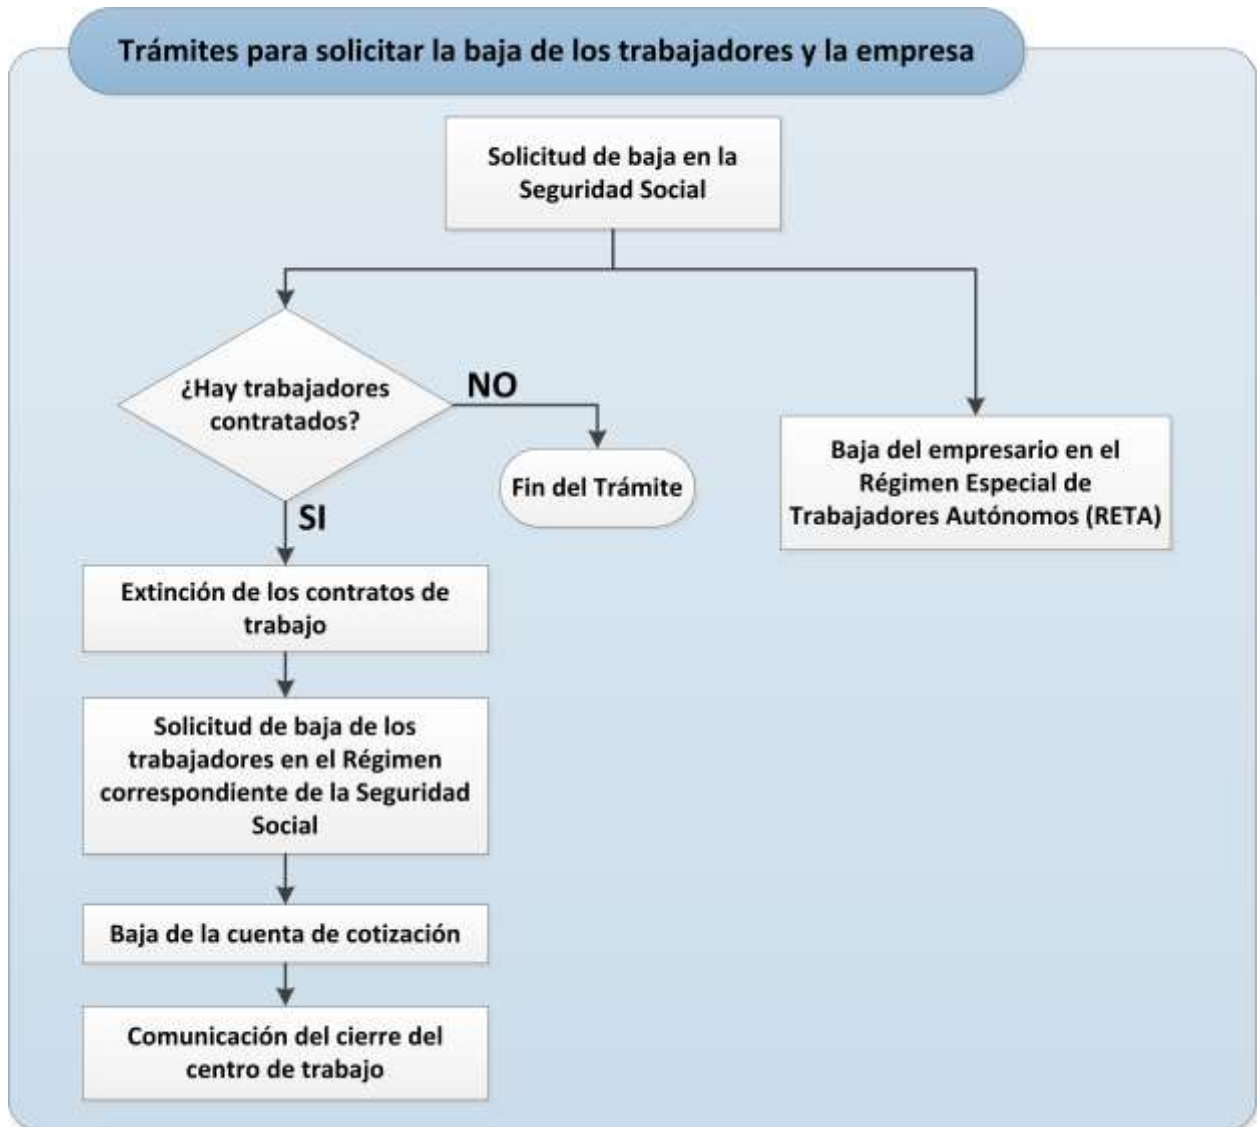 Trámites para solicitar la baja de los trabajadores y la empresa
Solicitud de baja en la
Seguridad Social
¿Hay trabajadores
contratados?
NO
Fin del Trámite
Baja del empresario en el
Régimen Especial de
Trabajadores Autónomos (RETA)
SI
Extinción de los contratos de
trabajo
Solicitud de baja de los
trabajadores en el Régimen
correspondiente de la Seguridad
Social
Baja de la cuenta de cotización
Comunicación del cierre del
centro de trabajo